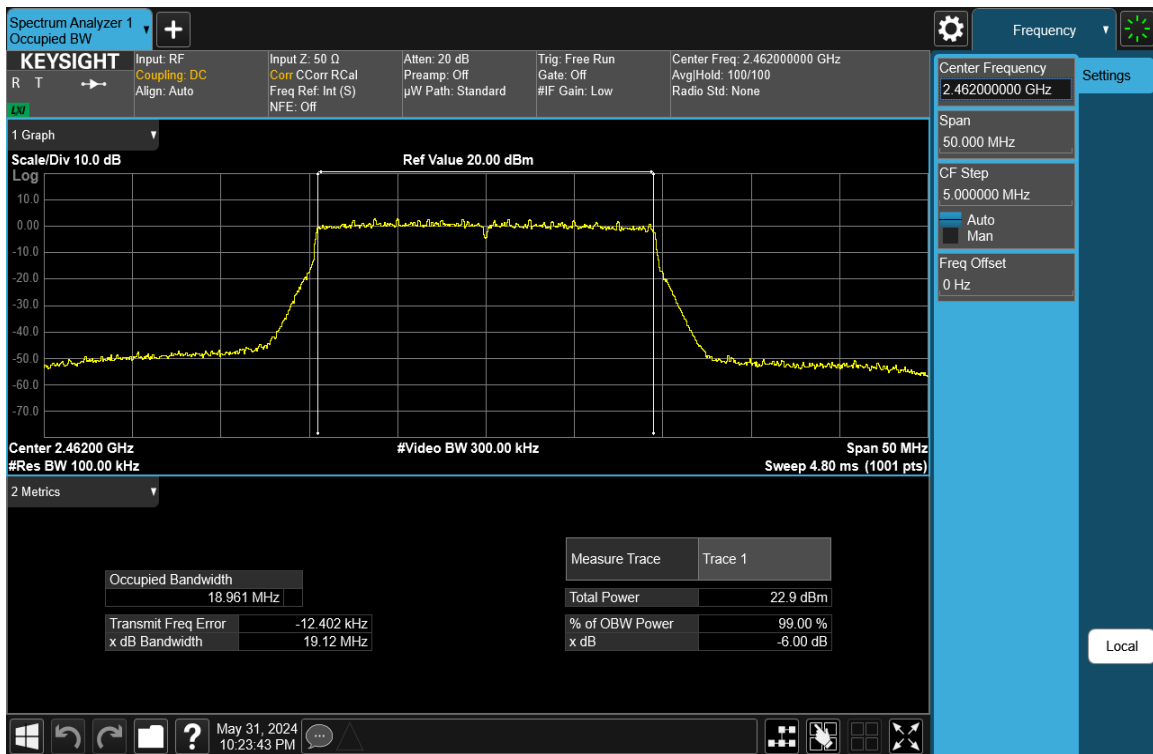 Spectrum Analyzer 1
Occupied BW
+
Frequency
KEYSIGHT
R T
LXI
Input: RF
Coupling: DC
Align: Auto
Input Z: 50 Ω
Corr CCorr RCal
Freq Ref: Int (S)
NFE: Off
Atten: 20 dB
Preamp: Off
µW Path: Standard
Trig: Free Run
Gate: Off
#IF Gain: Low
Center Freq: 2.462000000 GHz
Avg|Hold: 100/100
Radio Std: None
Center Frequency
2.462000000 GHz
Settings
Span
50.000 MHz
CF Step
5.000000 MHz
Auto
Man
Freq Offset
0 Hz
Local
1 Graph
Scale/Div 10.0 dB
Ref Value 20.00 dBm
Log
10.0
0.00
-10.0
-20.0
-30.0
-40.0
-50.0
-60.0
-70.0
Center 2.46200 GHz
#Video BW 300.00 kHz
Span 50 MHz
#Res BW 100.00 kHz
Sweep 4.80 ms (1001 pts)
2 Metrics
Measure Trace Trace 1
Occupied Bandwidth
18.961 MHz
Total Power 22.9 dBm
Transmit Freq Error -12.402 kHz
% of OBW Power 99.00 %
x dB Bandwidth 19.12 MHz
x dB -6.00 dB
?
May 31, 2024
10:23:43 PM